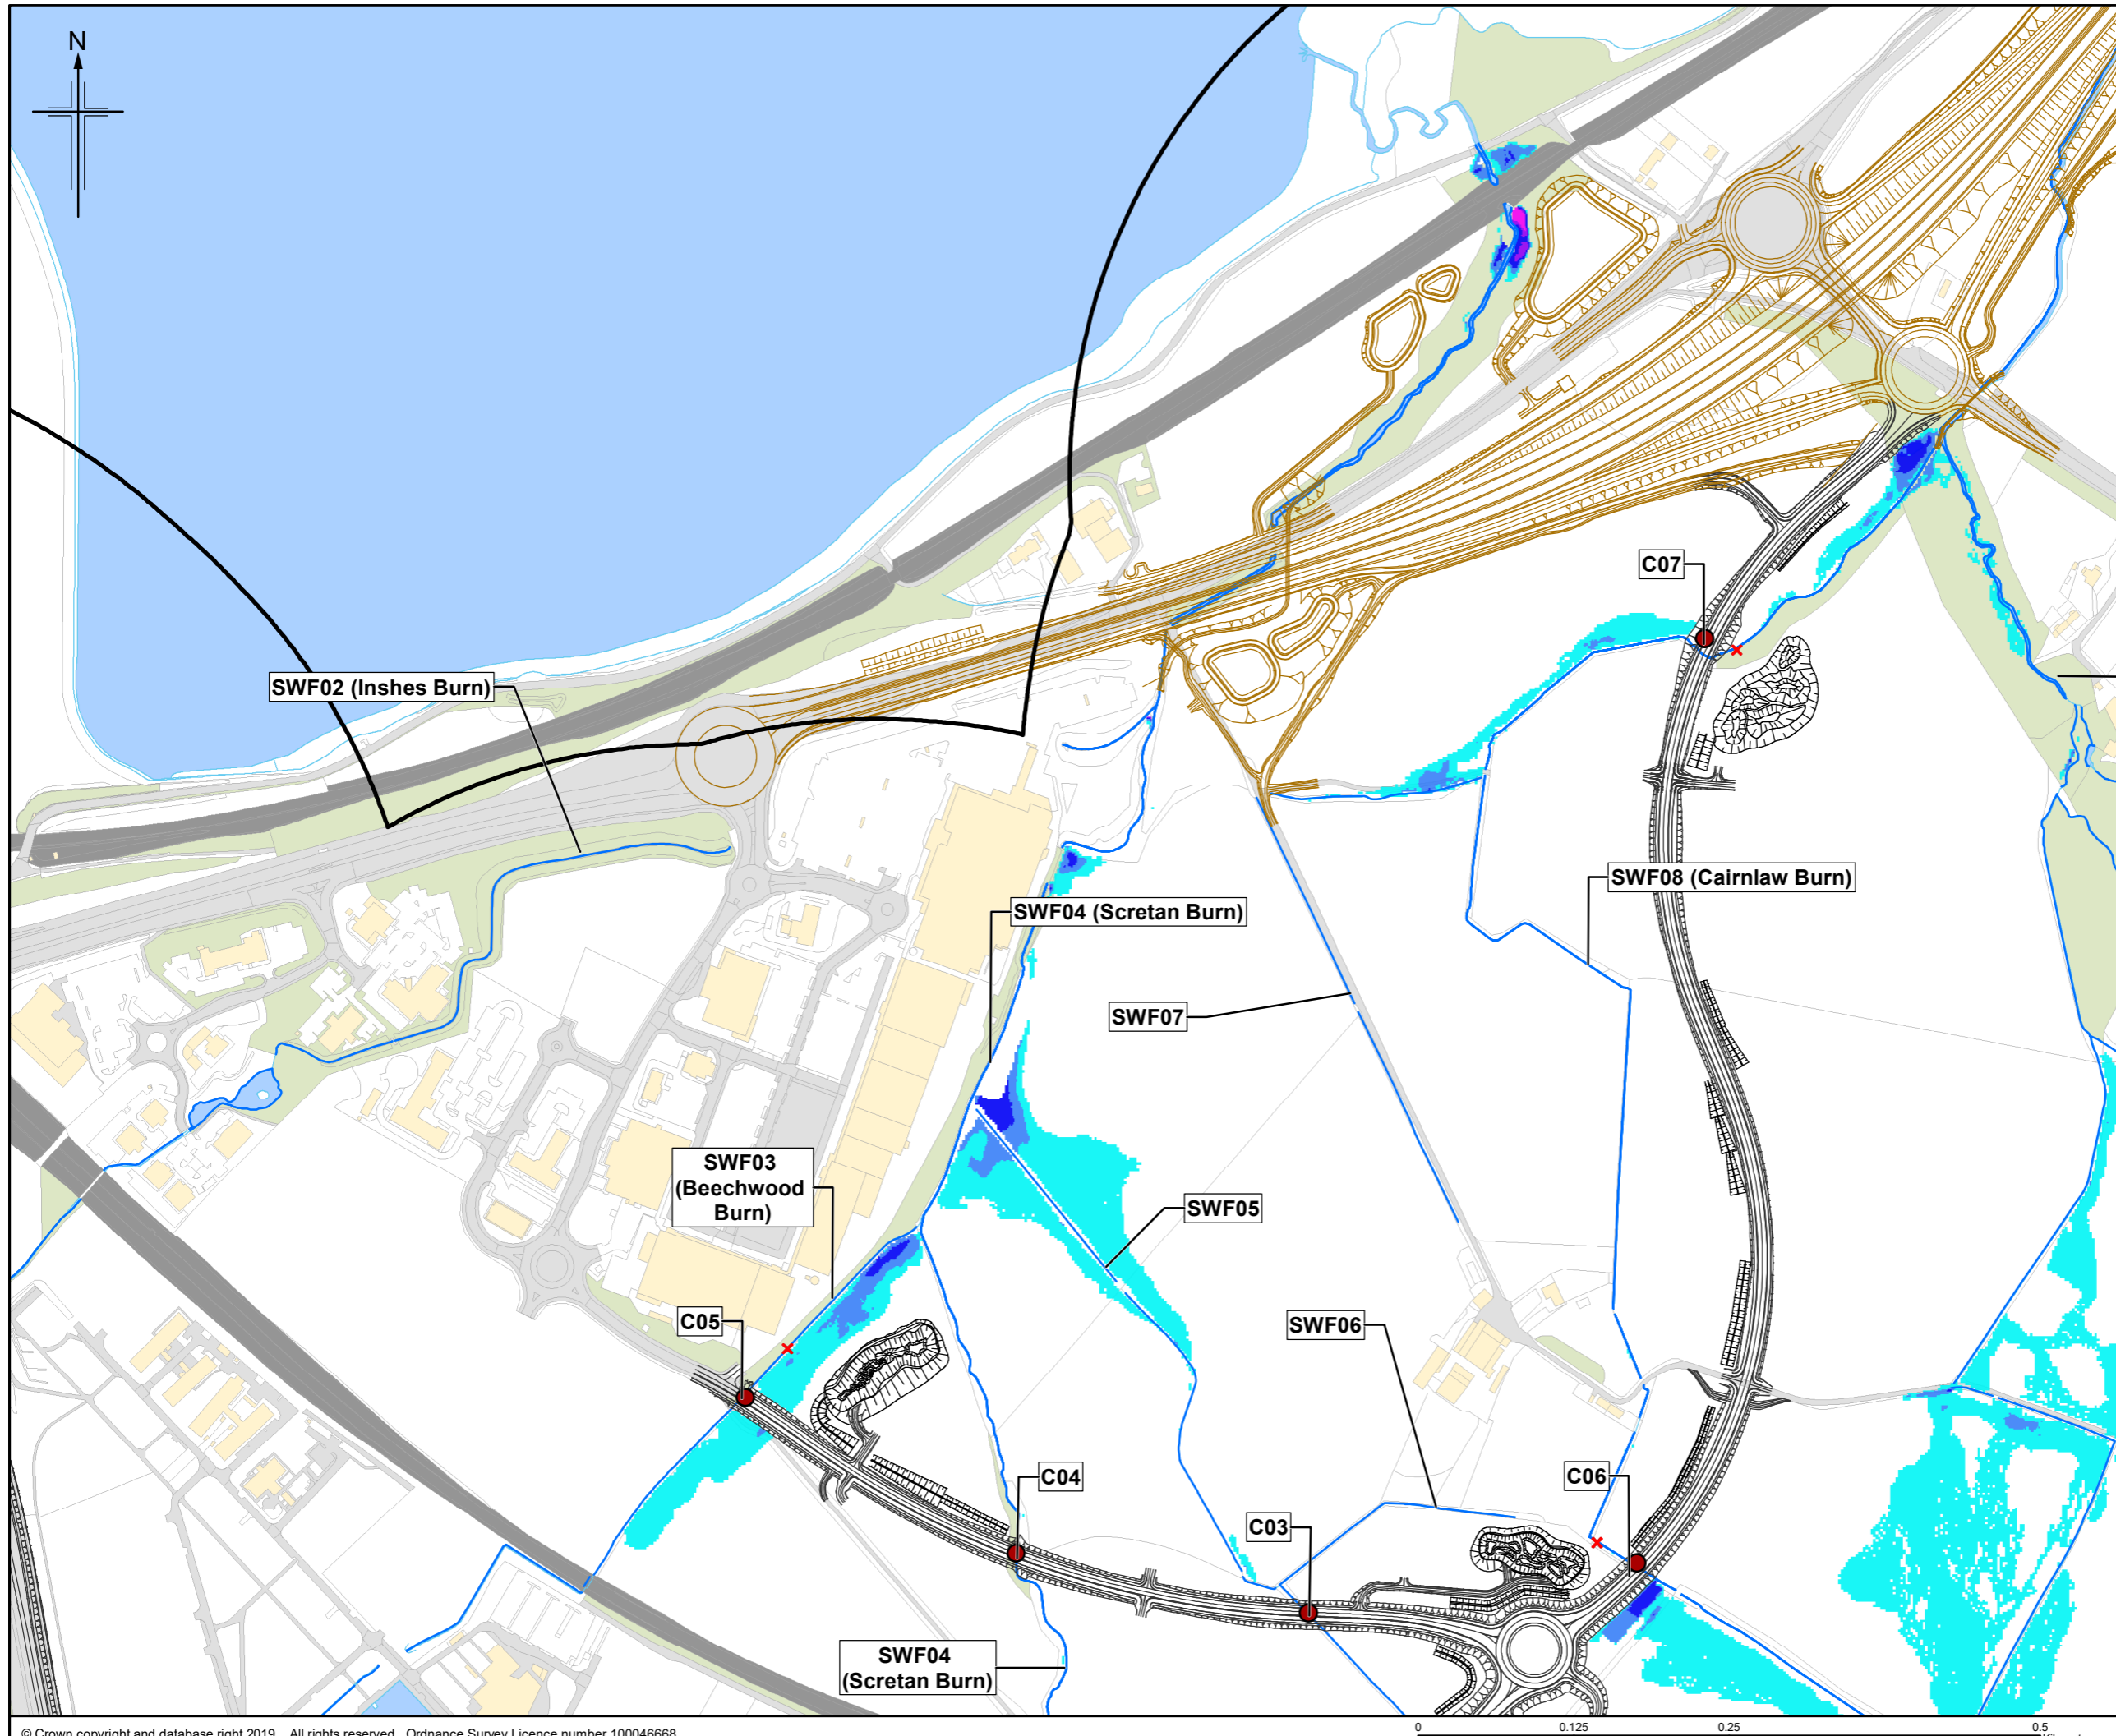 N
C07
SWF02 (Inshes Burn)
SWF08 (Cairnlaw Burn)
SWF04 (Scretan Burn)
SWF07
SWF03
(Beechwood
Burn)
SWF05
C05
SWF06
C04
C06
C03
SWF04
(Scretan Burn)
© Crown copyright and database right 2019. All rights reserved. Ordnance Survey Licence number 100046668.
0 0.125 0.25 0.5